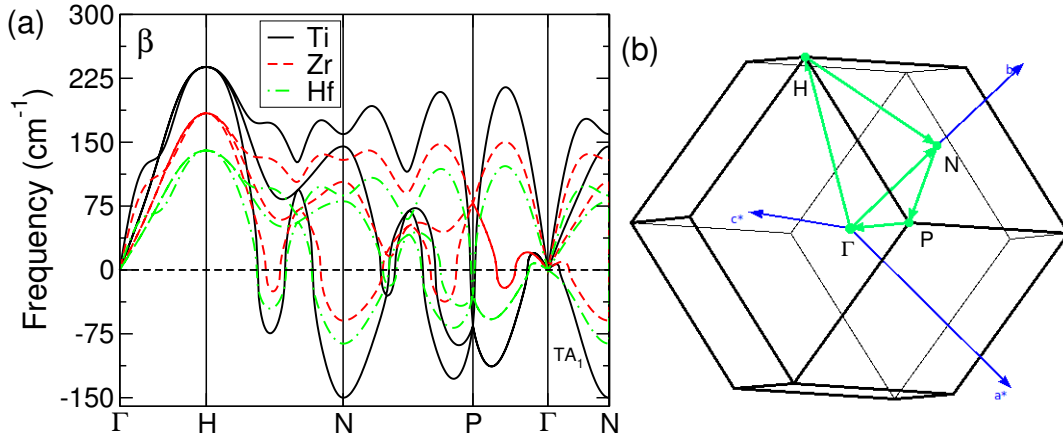 (a)
β
Ti
Zr
Hf
Frequency (cm⁻¹)
300
225
150
75
0
-75
-150
TA₁
Γ H N P Γ N
(b)
b*
H
N
c*
Γ
P
a*